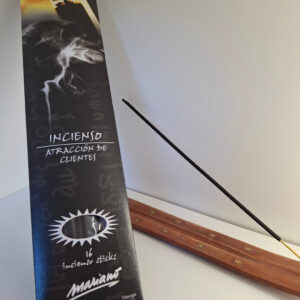 INCIENSO
ATRACCIÓN DE
CLIENTES
16
incienso sticks
mariano